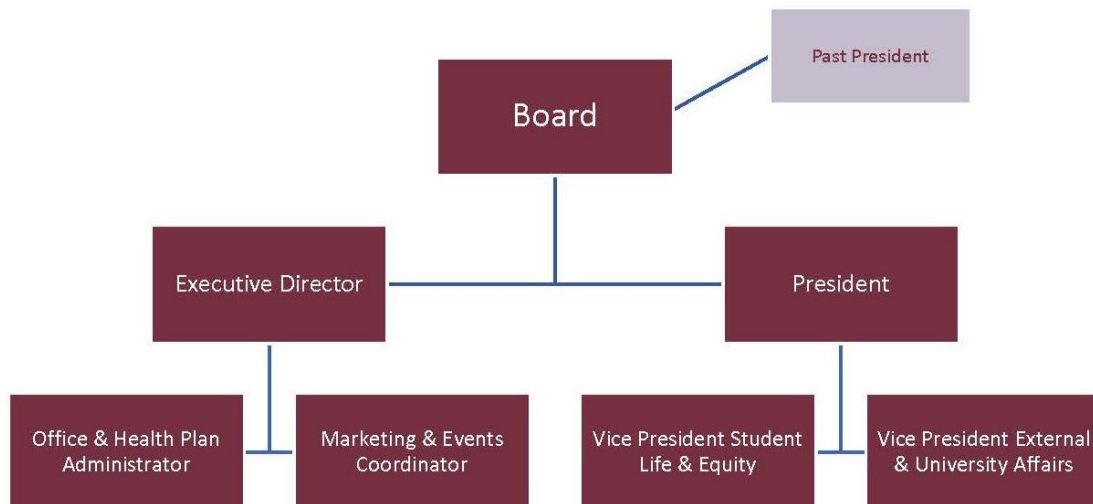 Past President
Board
Executive Director
President
Office & Health Plan
Administrator
Marketing & Events
Coordinator
Vice President Student
Life & Equity
Vice President External
& University Affairs